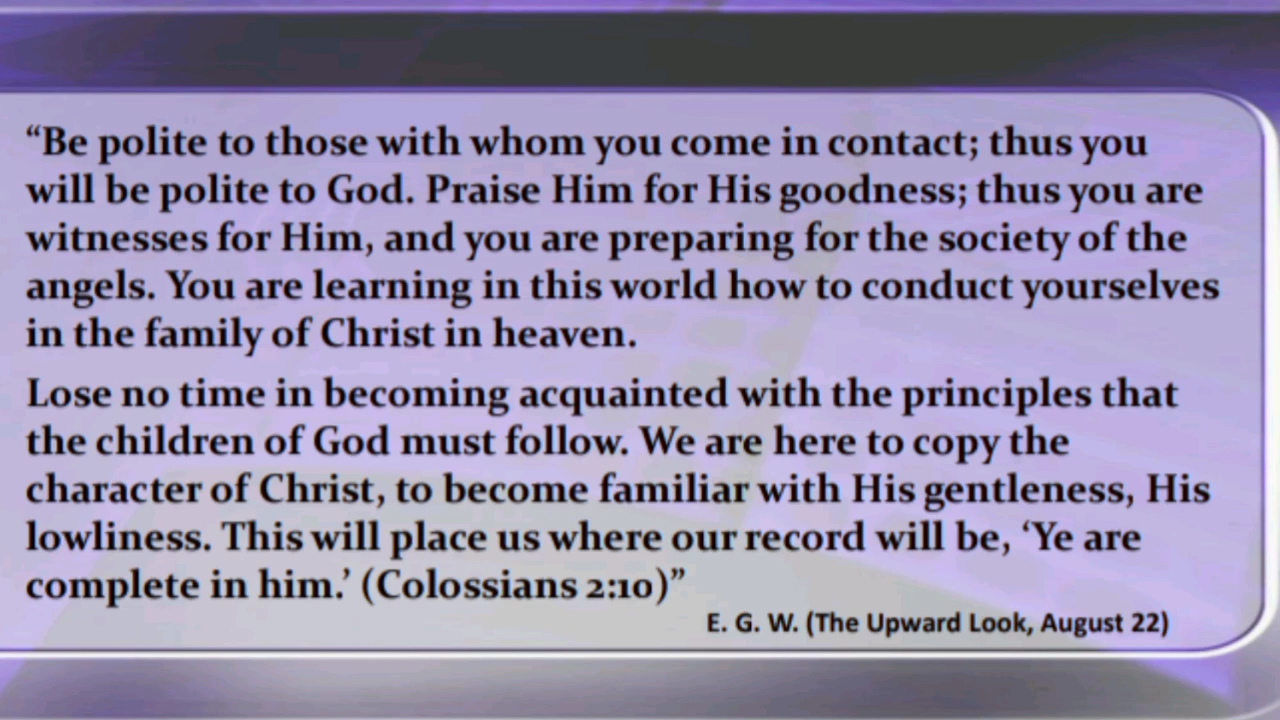 “Be polite to those with whom you come in contact; thus you
will be polite to God. Praise Him for His goodness; thus you are
witnesses for Him, and you are preparing for the society of the
angels. You are learning in this world how to conduct yourselves
in the family of Christ in heaven.
Lose no time in becoming acquainted with the principles that
the children of God must follow. We are here to copy the
character of Christ, to become familiar with His gentleness, His
lowliness. This will place us where our record will be, ‘Ye are
complete in him.’ (Colossians 2:10)”
E. G. W. (The Upward Look, August 22)